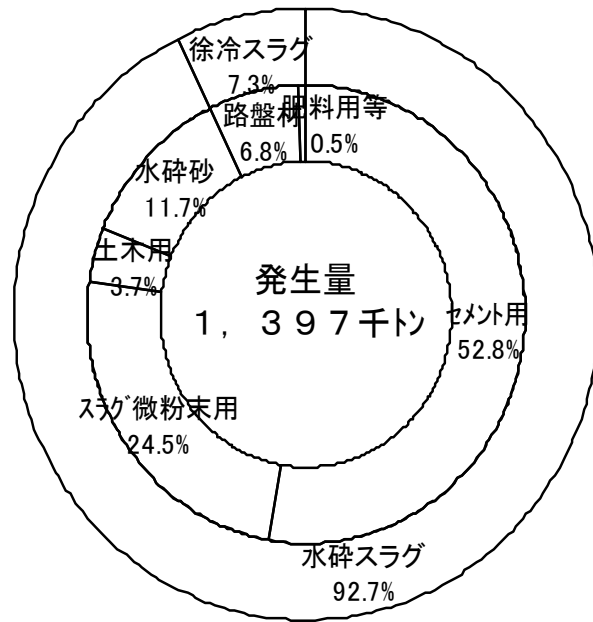 徐冷スラグ
7.3%
路盤材
6.8%
肥料用等
0.5%
水砕砂
11.7%
土木用
3.7%
発生量
１，３９７千トン
ｾﾒﾝﾄ用
52.8%
ｽﾗｸﾞ微粉末用
24.5%
水砕スラグ
92.7%